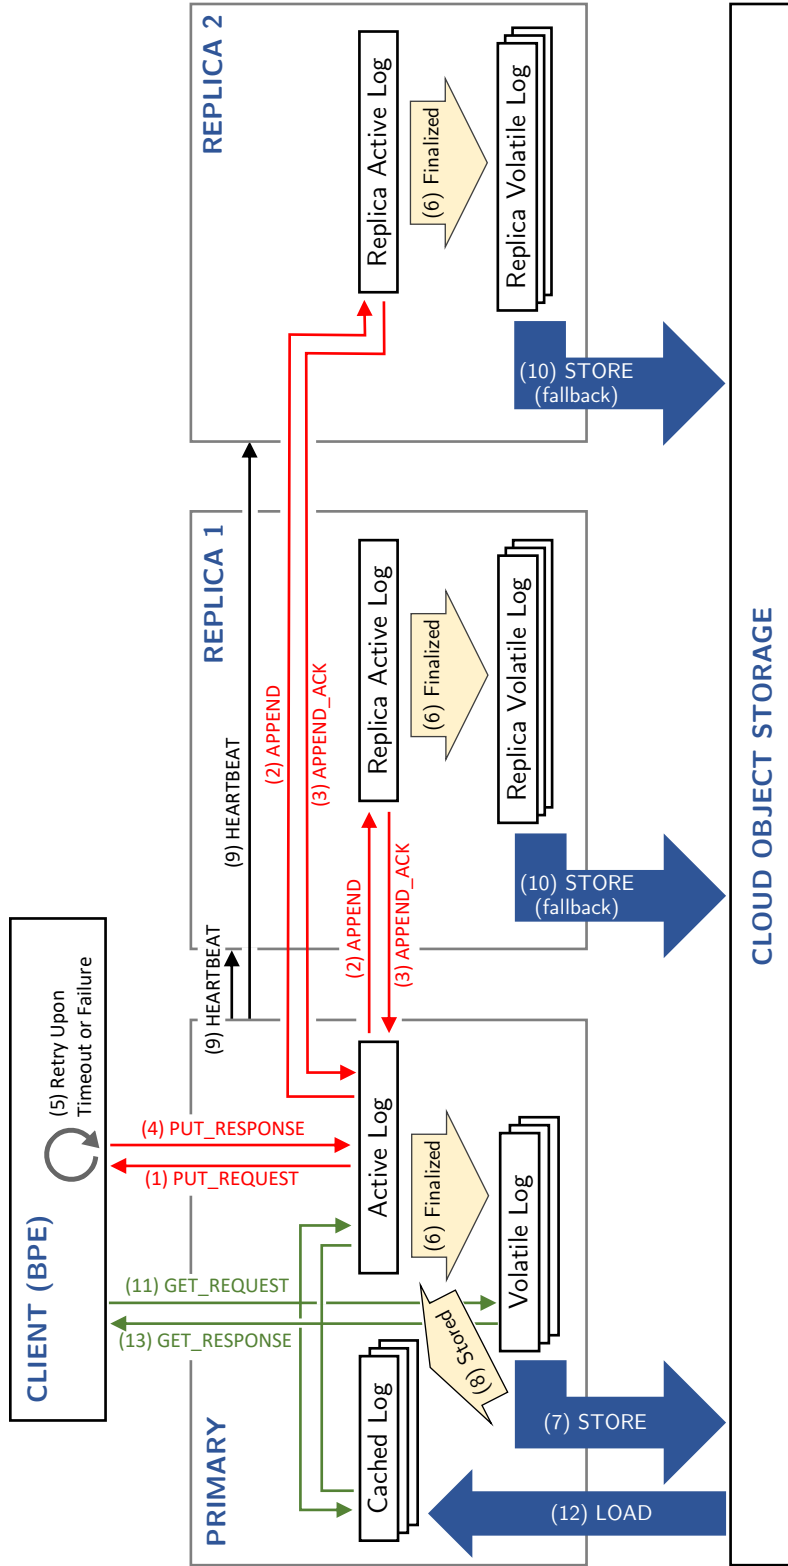 CLIENT (BPE)
(5) Retry Upon
Timeout or Failure
(13) GET_RESPONSE
(11) GET_REQUEST
(1) PUT_REQUEST
(4) PUT_RESPONSE
PRIMARY
(9) HEARTBEAT
Cached Log
Active Log
(8) Stored
(6) Finalized
Volatile Log
(12) LOAD
(7) STORE
(9) HEARTBEAT
(2) APPEND
(3) APPEND_ACK
(2) APPEND
(3) APPEND_ACK
REPLICA 1
Replica Active Log
(6) Finalized
Replica Volatile Log
(10) STORE
(fallback)
REPLICA 2
Replica Active Log
(6) Finalized
Replica Volatile Log
(10) STORE
(fallback)
CLOUD OBJECT STORAGE